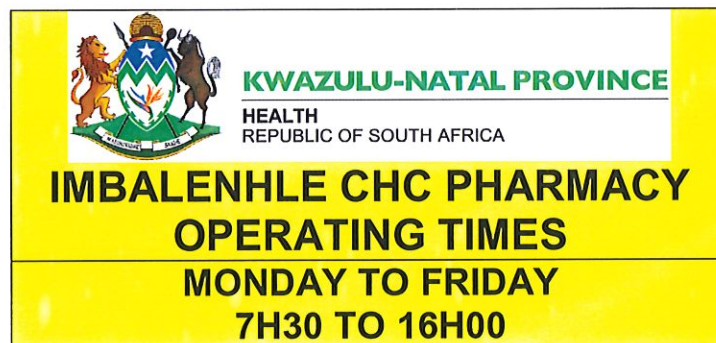 KWAZULU-NATAL PROVINCE
HEALTH
REPUBLIC OF SOUTH AFRICA
IMBALENHLE CHC PHARMACY
OPERATING TIMES
MONDAY TO FRIDAY
7H30 TO 16H00